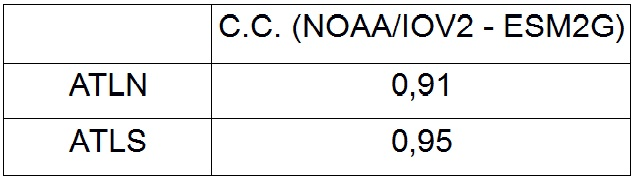 C.C. (NOAA/IOV2 - ESM2G)
ATLN 0,91
ATLS 0,95